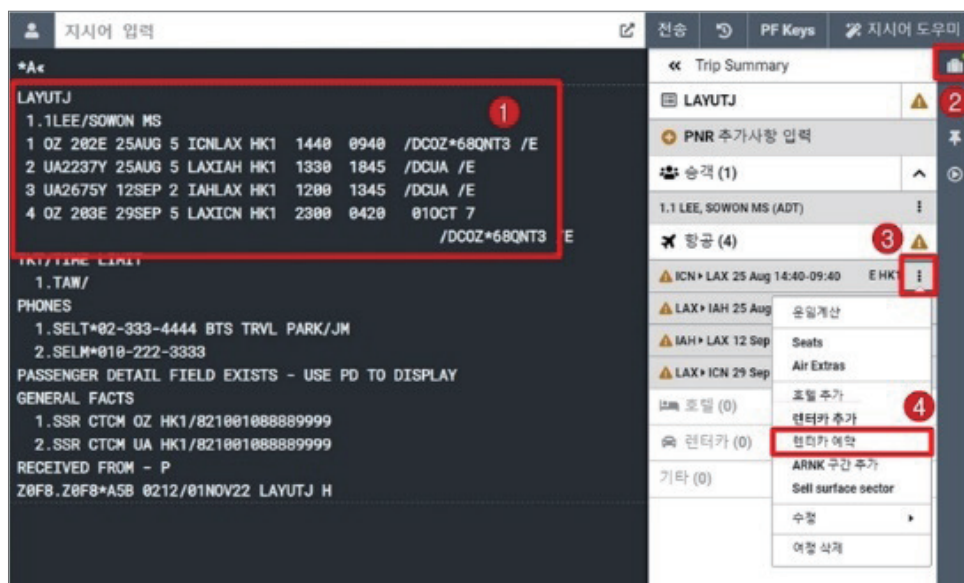 지시어 입력
전송
PF Keys
지시어 도우미
*A«
LAYUTJ
1.1LEE/SOWON MS
1 OZ 202E 25AUG 5 ICNLAX HK1 1440 0940 /DCOZ*68QNT3 /E
2 UA2237Y 25AUG 5 LAXIAH HK1 1330 1845 /DCUA /E
3 UA2675Y 12SEP 2 IAHLAX HK1 1200 1345 /DCUA /E
4 OZ 203E 29SEP 5 LAXICN HK1 2300 0420 01OCT 7
/DCOZ*68QNT3 /E
1
TKT/TIME LIMIT
1.TAW/
PHONES
1.SELT*02-333-4444 BTS TRVL PARK/JM
2.SELM*010-222-3333
PASSENGER DETAIL FIELD EXISTS - USE PD TO DISPLAY
GENERAL FACTS
1.SSR CTCM OZ HK1/821001088889999
2.SSR CTCM UA HK1/821001088889999
RECEIVED FROM - P
Z0F8.Z0F8*A5B 0212/01NOV22 LAYUTJ H
« Trip Summary
LAYUTJ
2
PNR 추가사항 입력
승객 (1)
1.1 LEE, SOWON MS (ADT)
항공 (4)
3
ICN LAX 25 Aug 14:40-09:40 E HK1
LAX IAH 25 Aug
IAH LAX 12 Sep
LAX ICN 29 Sep
호텔 (0)
렌터카 (0)
기타 (0)
운임계산
Seats
Air Extras
호텔 추가
렌터카 추가
4
렌터카 예약
ARNK 구간 추가
Sell surface sector
수정
여정 삭제